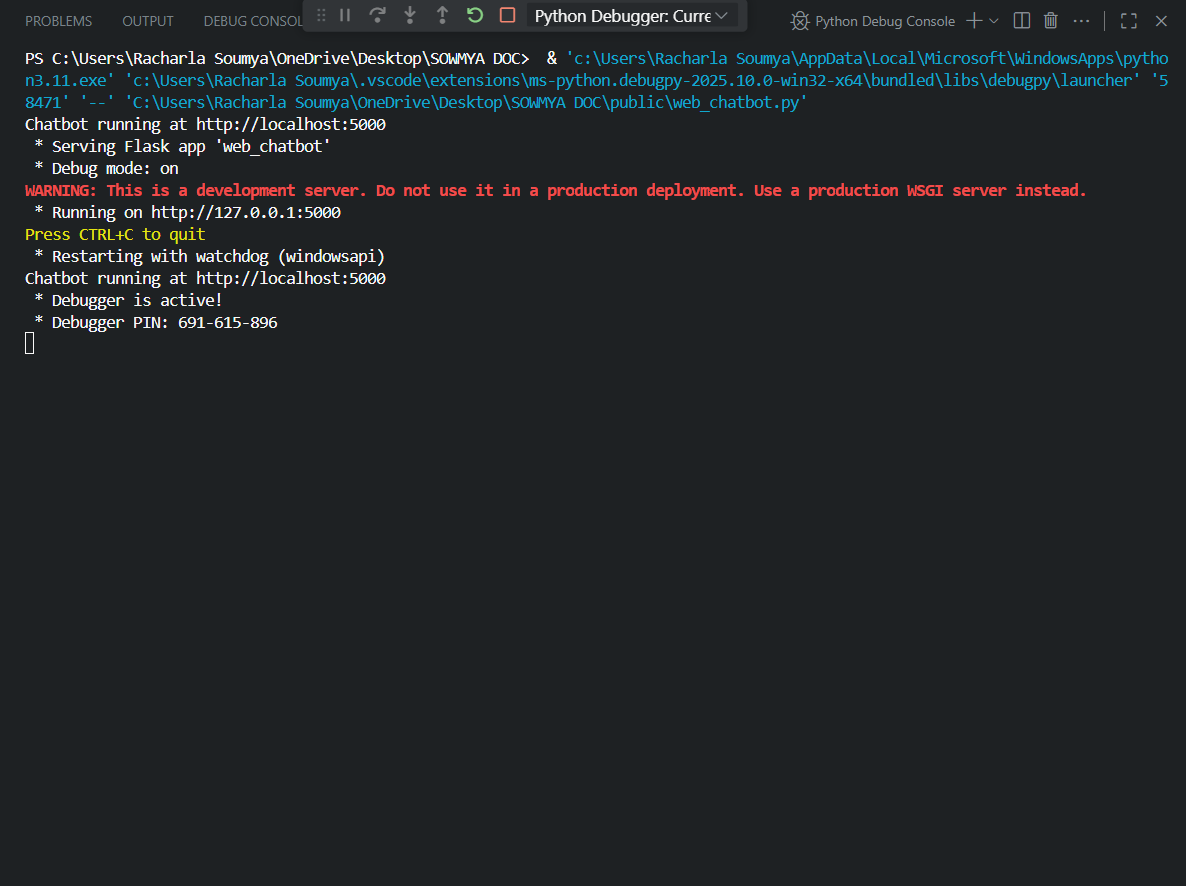 PROBLEMS OUTPUT DEBUG CONSOL Python Debugger: Curre Python Debug Console
PS C:\Users\Racharla Soumya\OneDrive\Desktop\SOWMYA DOC>  & 'c:\Users\Racharla Soumya\AppData\Local\Microsoft\WindowsApps\pytho
n3.11.exe' 'c:\Users\Racharla Soumya\.vscode\extensions\ms-python.debugpy-2025.10.0-win32-x64\bundled\libs\debugpy\launcher' '5
8471' '--' 'C:\Users\Racharla Soumya\OneDrive\Desktop\SOWMYA DOC\public\web_chatbot.py'
Chatbot running at http://localhost:5000
 * Serving Flask app 'web_chatbot'
 * Debug mode: on
WARNING: This is a development server. Do not use it in a production deployment. Use a production WSGI server instead.
 * Running on http://127.0.0.1:5000
Press CTRL+C to quit
 * Restarting with watchdog (windowsapi)
Chatbot running at http://localhost:5000
 * Debugger is active!
 * Debugger PIN: 691-615-896